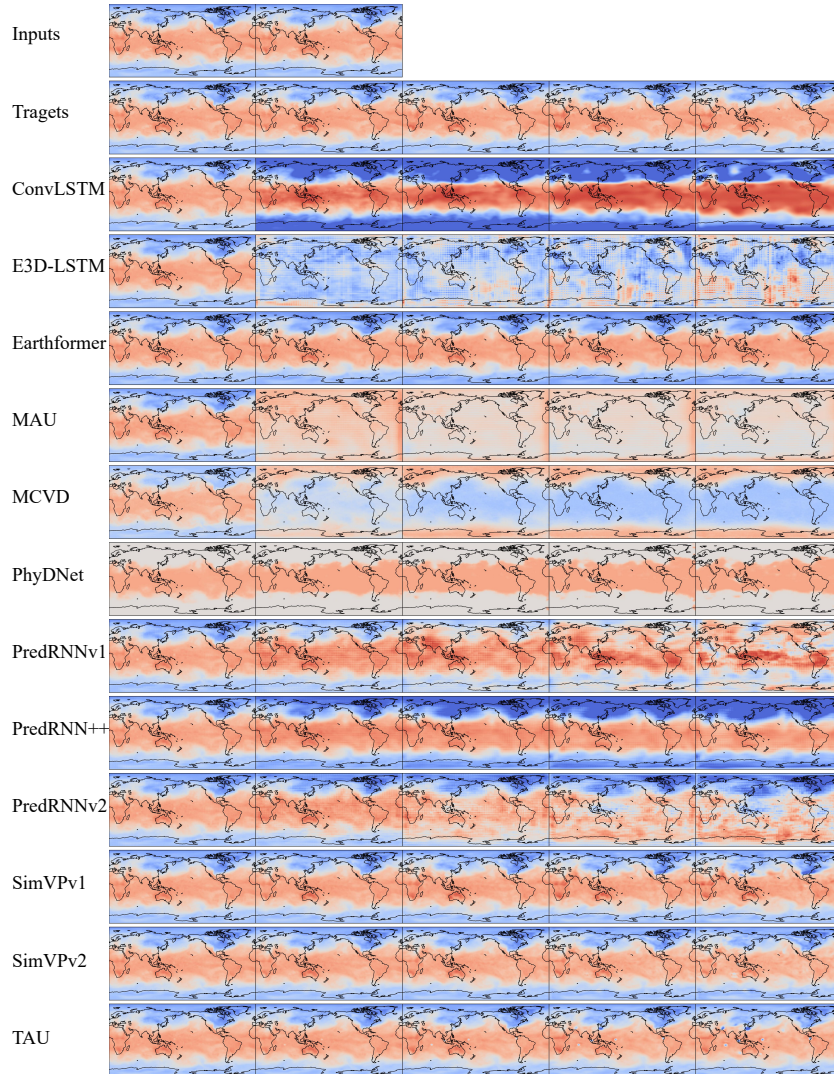 Inputs
Tragets
ConvLSTM
E3D-LSTM
Earthformer
MAU
MCVD
PhyDNet
PredRNNv1
PredRNN++
PredRNNv2
SimVPv1
SimVPv2
TAU